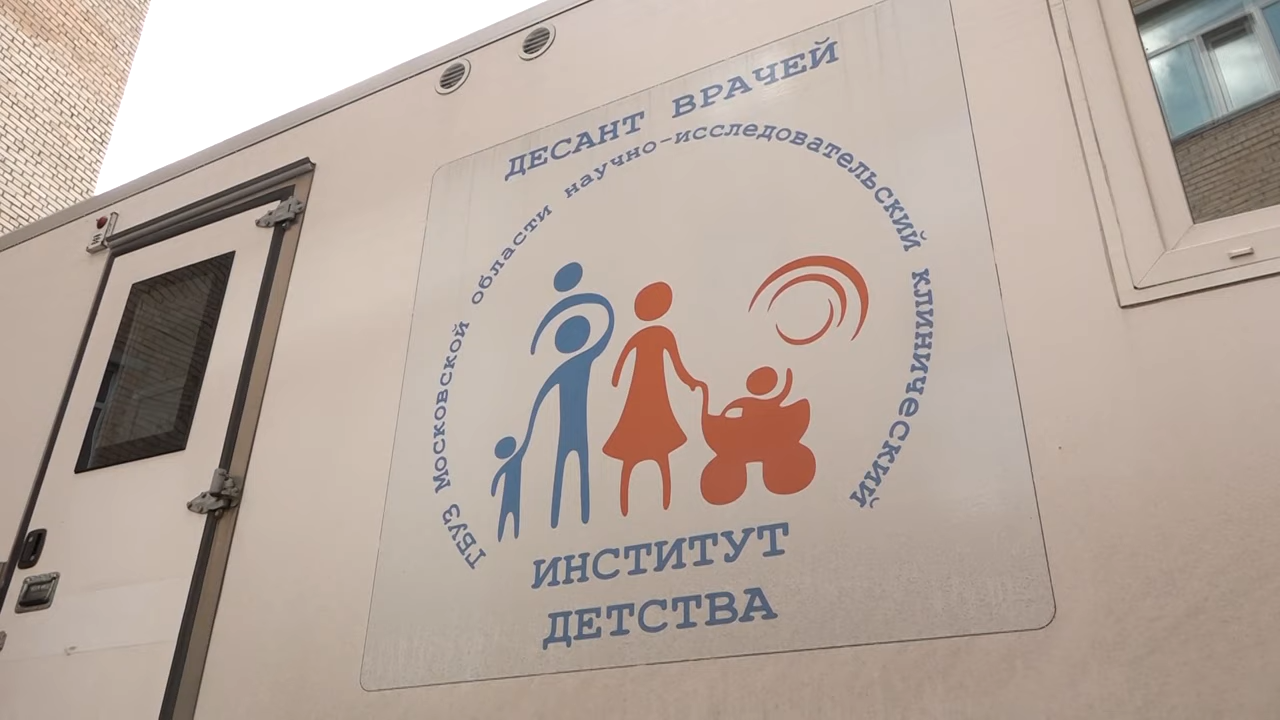 ДЕСАНТ ВРАЧЕЙ
ГБУЗ Московской области научно-исследовательский клинический
ИНСТИТУТ
ДЕТСТВА